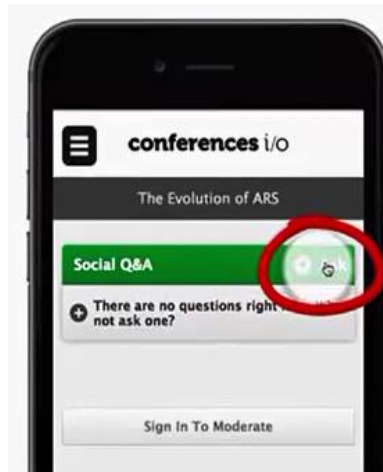 conferences i/o
The Evolution of ARS
Social Q&A
There are no questions right
not ask one?
Sign In To Moderate